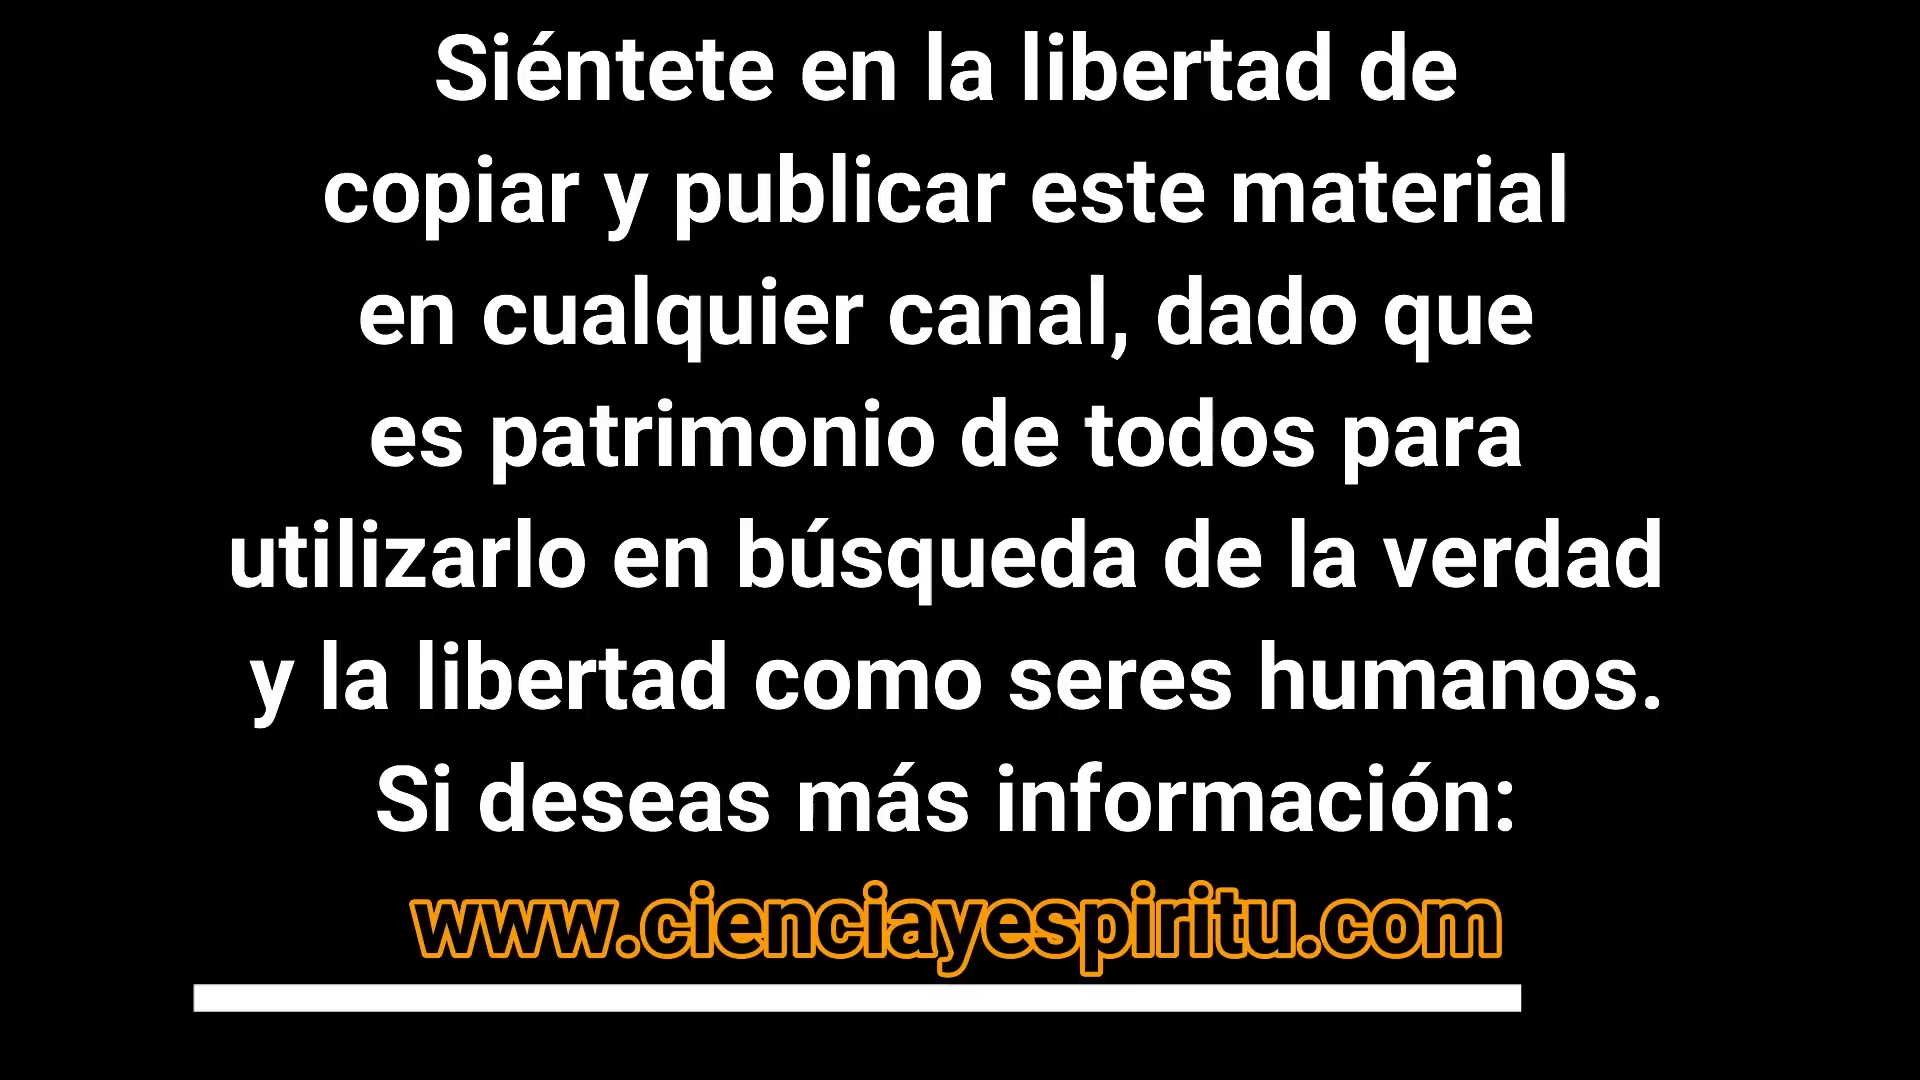 Siéntete en la libertad de
copiar y publicar este material
en cualquier canal, dado que
es patrimonio de todos para
utilizarlo en búsqueda de la verdad
y la libertad como seres humanos.
Si deseas más información:
www.cienciayespiritu.com